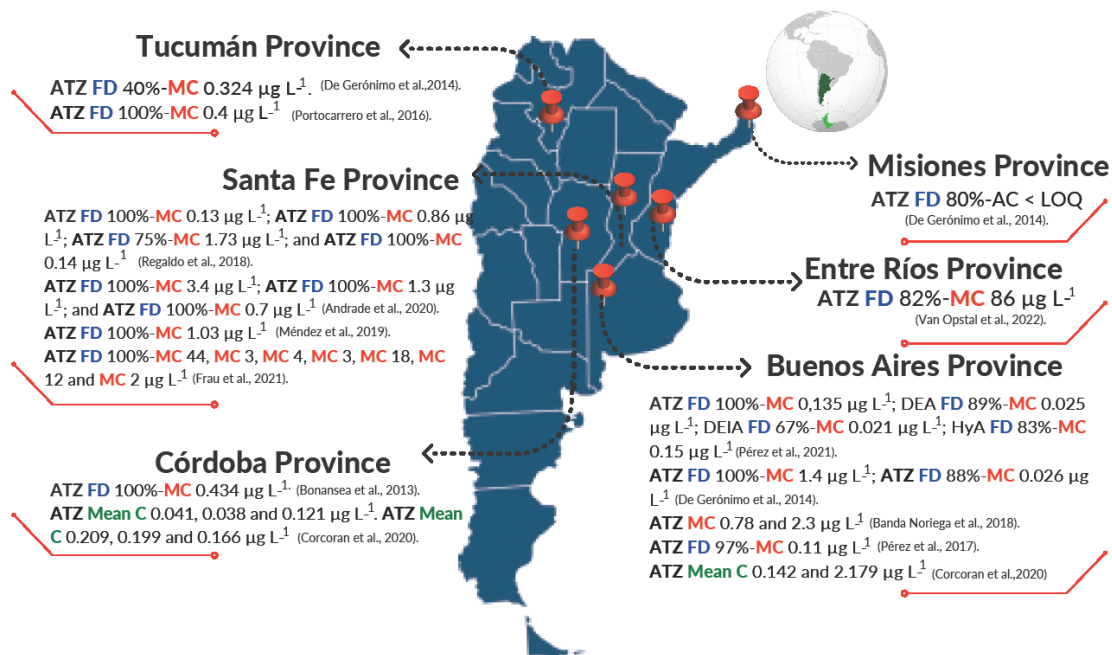 Tucumán Province
ATZ FD 40%-MC 0.324 µg L-1. (De Gerónimo et al.,2014).
ATZ FD 100%-MC 0.4 µg L-1 (Portocarrero et al., 2016).
Misiones Province
ATZ FD 80%-AC < LOQ
(De Gerónimo et al., 2014).
Santa Fe Province
ATZ FD 100%-MC 0.13 µg L-1; ATZ FD 100%-MC 0.86 µg
L-1; ATZ FD 75%-MC 1.73 µg L-1; and ATZ FD 100%-MC
0.14 µg L-1 (Regaldo et al., 2018).
ATZ FD 100%-MC 3.4 µg L-1; ATZ FD 100%-MC 1.3 µg
L-1; and ATZ FD 100%-MC 0.7 µg L-1 (Andrade et al., 2020).
ATZ FD 100%-MC 1.03 µg L-1 (Méndez et al., 2019).
ATZ FD 100%-MC 44, MC 3, MC 4, MC 3, MC 18, MC
12 and MC 2 µg L-1 (Frau et al., 2021).
Entre Ríos Province
ATZ FD 82%-MC 86 µg L-1
(Van Opstal et al., 2022).
Buenos Aires Province
ATZ FD 100%-MC 0,135 µg L-1; DEA FD 89%-MC 0.025
µg L-1; DEIA FD 67%-MC 0.021 µg L-1; HyA FD 83%-MC
0.15 µg L-1 (Pérez et al., 2021).
ATZ FD 100%-MC 1.4 µg L-1; ATZ FD 88%-MC 0.026 µg
L-1 (De Gerónimo et al., 2014).
ATZ MC 0.78 and 2.3 µg L-1 (Banda Noriega et al., 2018).
ATZ FD 97%-MC 0.11 µg L-1 (Pérez et al., 2017).
ATZ Mean C 0.142 and 2.179 µg L-1 (Corcoran et al.,2020)
Córdoba Province
ATZ FD 100%-MC 0.434 µg L-1. (Bonansea et al., 2013).
ATZ Mean C 0.041, 0.038 and 0.121 µg L-1. ATZ Mean
C 0.209, 0.199 and 0.166 µg L-1 (Corcoran et al., 2020).